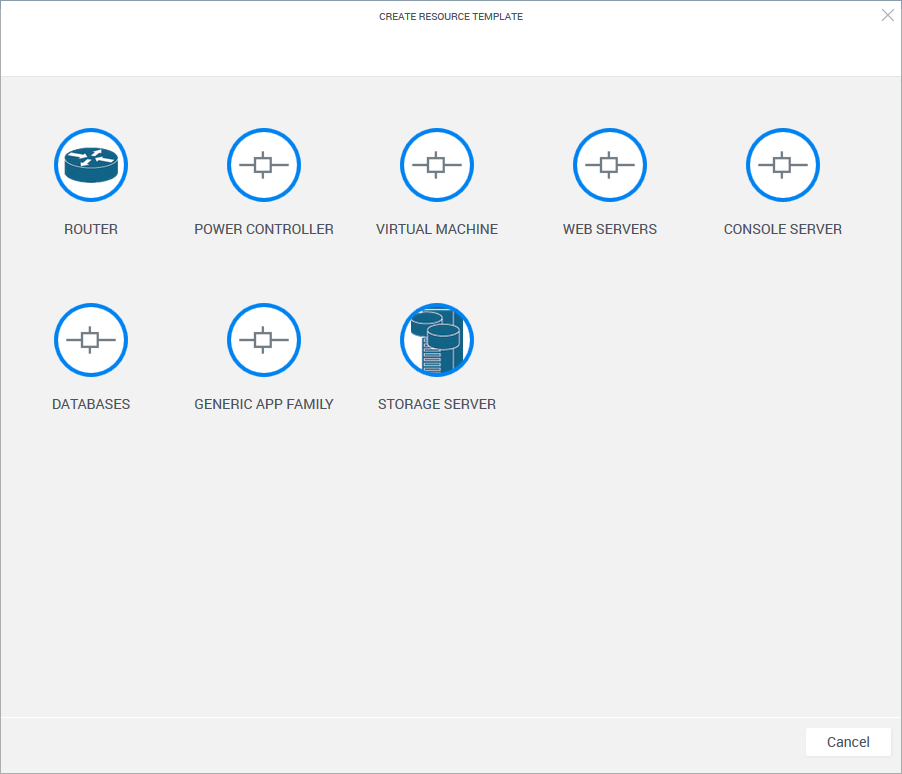 CREATE RESOURCE TEMPLATE
ROUTER
POWER CONTROLLER
VIRTUAL MACHINE
WEB SERVERS
CONSOLE SERVER
DATABASES
GENERIC APP FAMILY
STORAGE SERVER
Cancel